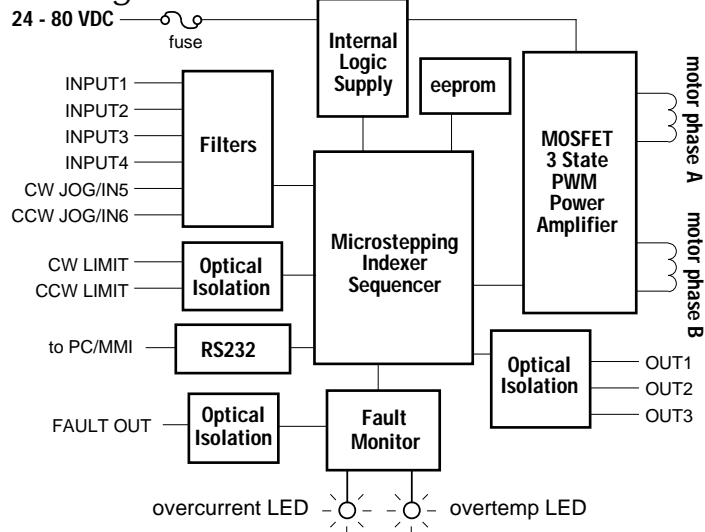 24 - 80 VDC
fuse
Internal
Logic
Supply
eeprom
MOSFET
3 State
PWM
Power
Amplifier
motor phase A
motor phase B
INPUT1
INPUT2
INPUT3
INPUT4
CW JOG/IN5
CCW JOG/IN6
Filters
Microstepping
Indexer
Sequencer
CW LIMIT
CCW LIMIT
Optical
Isolation
to PC/MMI
RS232
Optical
Isolation
OUT1
OUT2
OUT3
FAULT OUT
Optical
Isolation
Fault
Monitor
overcurrent LED
overtemp LED